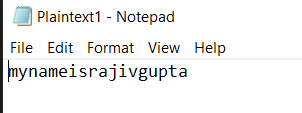 Plaintext1 - Notepad
File Edit Format View Help
mynameisrajivgupta